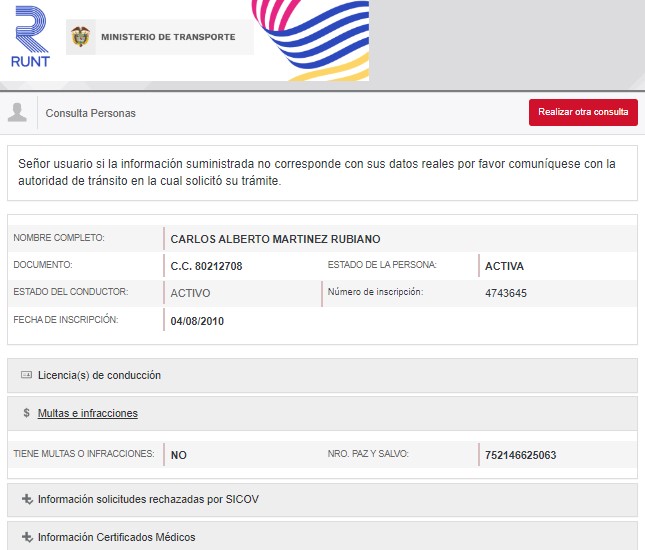 RUNT
MINISTERIO DE TRANSPORTE
Consulta Personas
Realizar otra consulta
Señor usuario si la información suministrada no corresponde con sus datos reales por favor comuníquese con la
autoridad de tránsito en la cual solicitó su trámite.
NOMBRE COMPLETO: CARLOS ALBERTO MARTINEZ RUBIANO
DOCUMENTO: C.C. 80212708 ESTADO DE LA PERSONA: ACTIVA
ESTADO DEL CONDUCTOR: ACTIVO Número de inscripción: 4743645
FECHA DE INSCRIPCIÓN: 04/08/2010
Licencia(s) de conducción
$ Multas e infracciones
TIENE MULTAS O INFRACCIONES: NO NRO. PAZ Y SALVO: 752146625063
Información solicitudes rechazadas por SICOV
Información Certificados Médicos